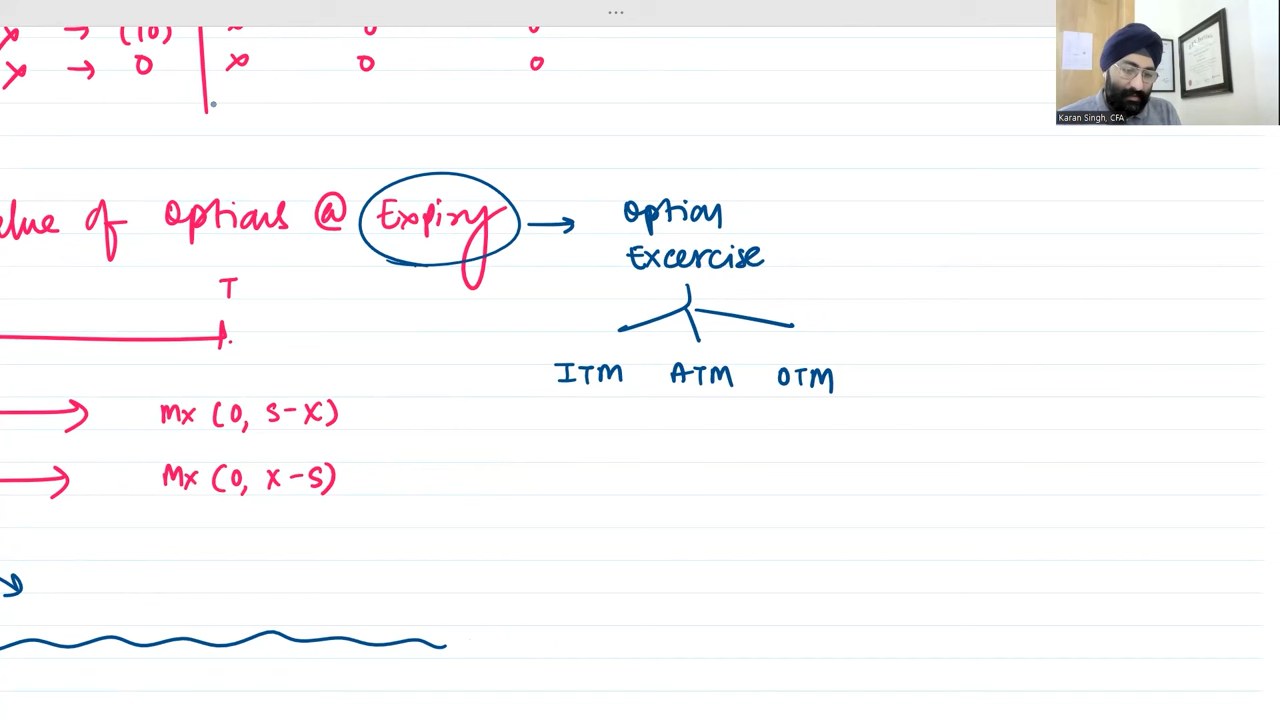 x → (10)
x → 0 x 0 0
Karan Singh, CFA
of options @ Expiry → option
Excercise
T
ITM ATM OTM
Mx (0, S-X)
Mx (0, X-S)